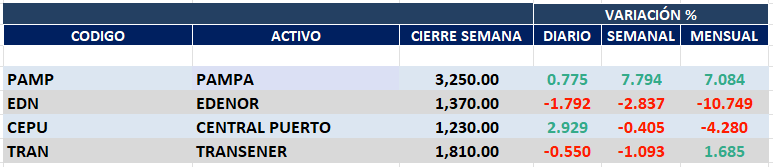 VARIACIÓN %
CODIGO ACTIVO CIERRE SEMANA DIARIO SEMANAL MENSUAL
PAMP PAMPA 3,250.00 0.775 7.794 7.084
EDN EDENOR 1,370.00 -1.792 -2.837 -10.749
CEPU CENTRAL PUERTO 1,230.00 2.929 -0.405 -4.280
TRAN TRANSENER 1,810.00 -0.550 -1.093 1.685